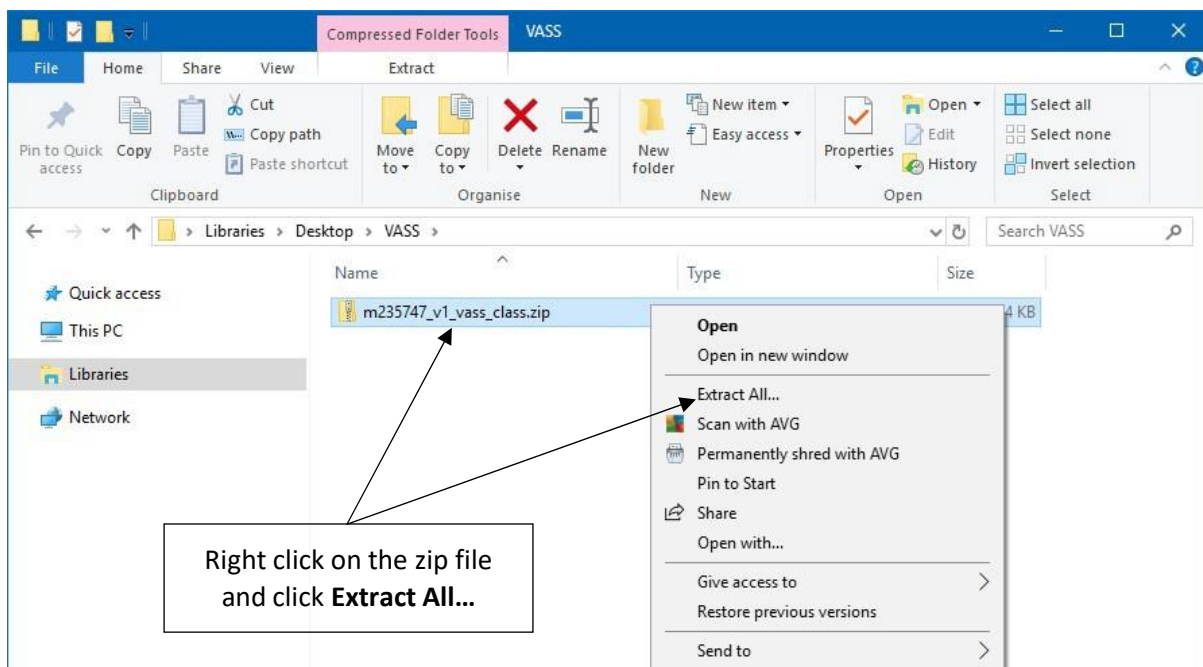 Compressed Folder Tools VASS
File Home Share View Extract
Pin to Quick access
Copy
Paste
Cut
Copy path
Paste shortcut
Clipboard
Move to
Copy to
Delete
Rename
Organise
New folder
New item
Easy access
New
Properties
Open
Edit
History
Open
Select all
Select none
Invert selection
Select
Libraries > Desktop > VASS >
Search VASS
Name Type Size
Quick access
This PC
Libraries
Network
m235747_v1_vass_class.zip
4 KB
Open
Open in new window
Extract All...
Scan with AVG
Permanently shred with AVG
Pin to Start
Share
Open with...
Give access to
Restore previous versions
Send to
Right click on the zip file
and click Extract All...